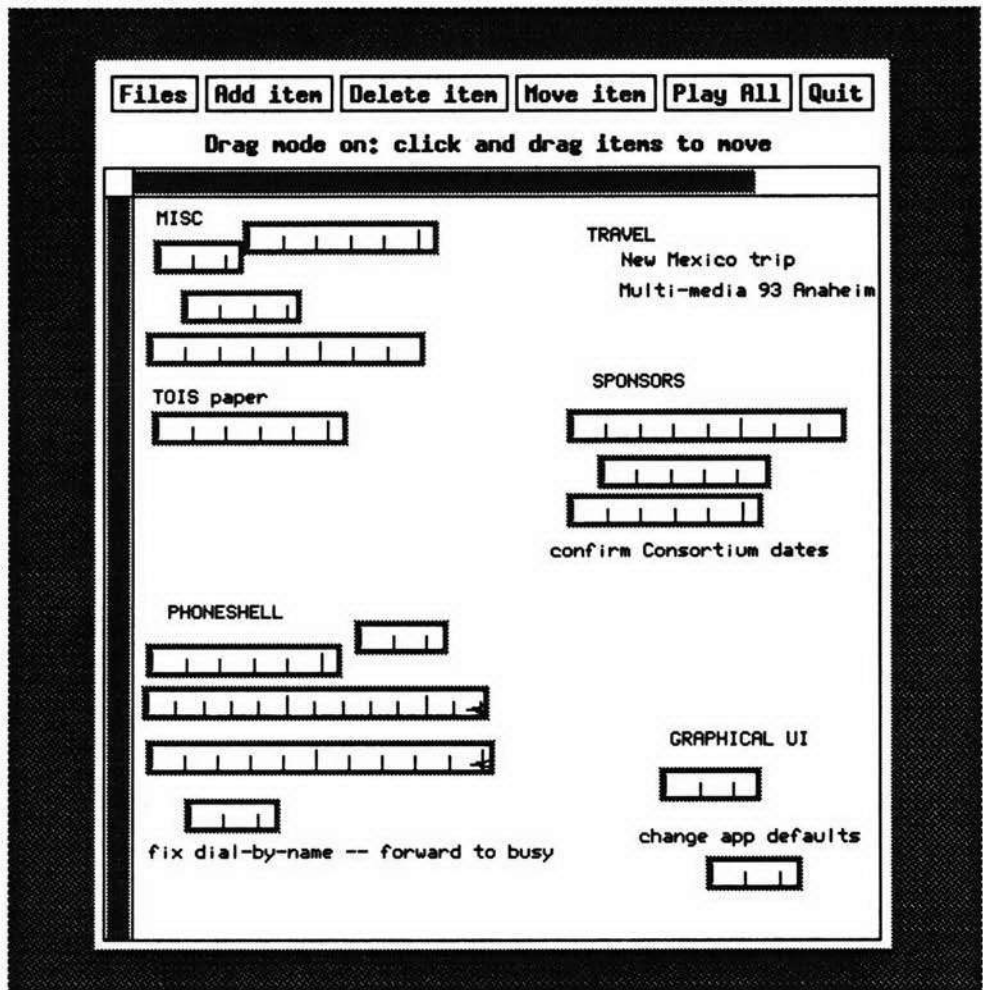 Files Add item Delete item Move item Play All Quit
Drag mode on: click and drag items to move
MISC
TRAVEL
New Mexico trip
Multi-media 93 Anaheim
TOIS paper
SPONSORS
confirm Consortium dates
PHONESHELL
fix dial-by-name -- forward to busy
GRAPHICAL UI
change app defaults